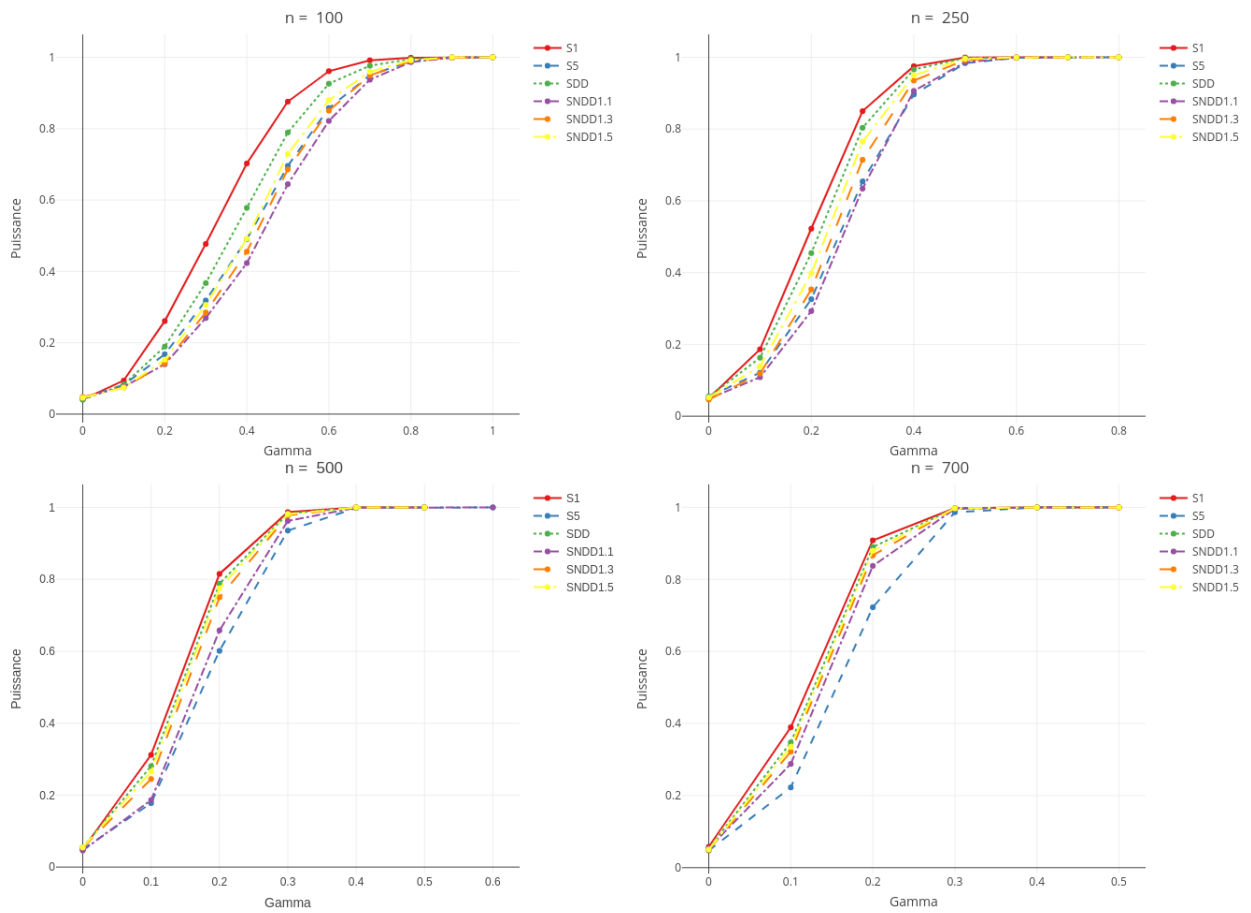 n = 100
1
0.8
0.6
0.4
0.2
0
Puissance
0 0.2 0.4 0.6 0.8 1
Gamma
S1
S5
SDD
SNDD1.1
SNDD1.3
SNDD1.5
n = 250
1
0.8
0.6
0.4
0.2
0
Puissance
0 0.2 0.4 0.6 0.8
Gamma
S1
S5
SDD
SNDD1.1
SNDD1.3
SNDD1.5
n = 500
1
0.8
0.6
0.4
0.2
0
Puissance
0 0.1 0.2 0.3 0.4 0.5 0.6
Gamma
S1
S5
SDD
SNDD1.1
SNDD1.3
SNDD1.5
n = 700
1
0.8
0.6
0.4
0.2
0
Puissance
0 0.1 0.2 0.3 0.4 0.5
Gamma
S1
S5
SDD
SNDD1.1
SNDD1.3
SNDD1.5